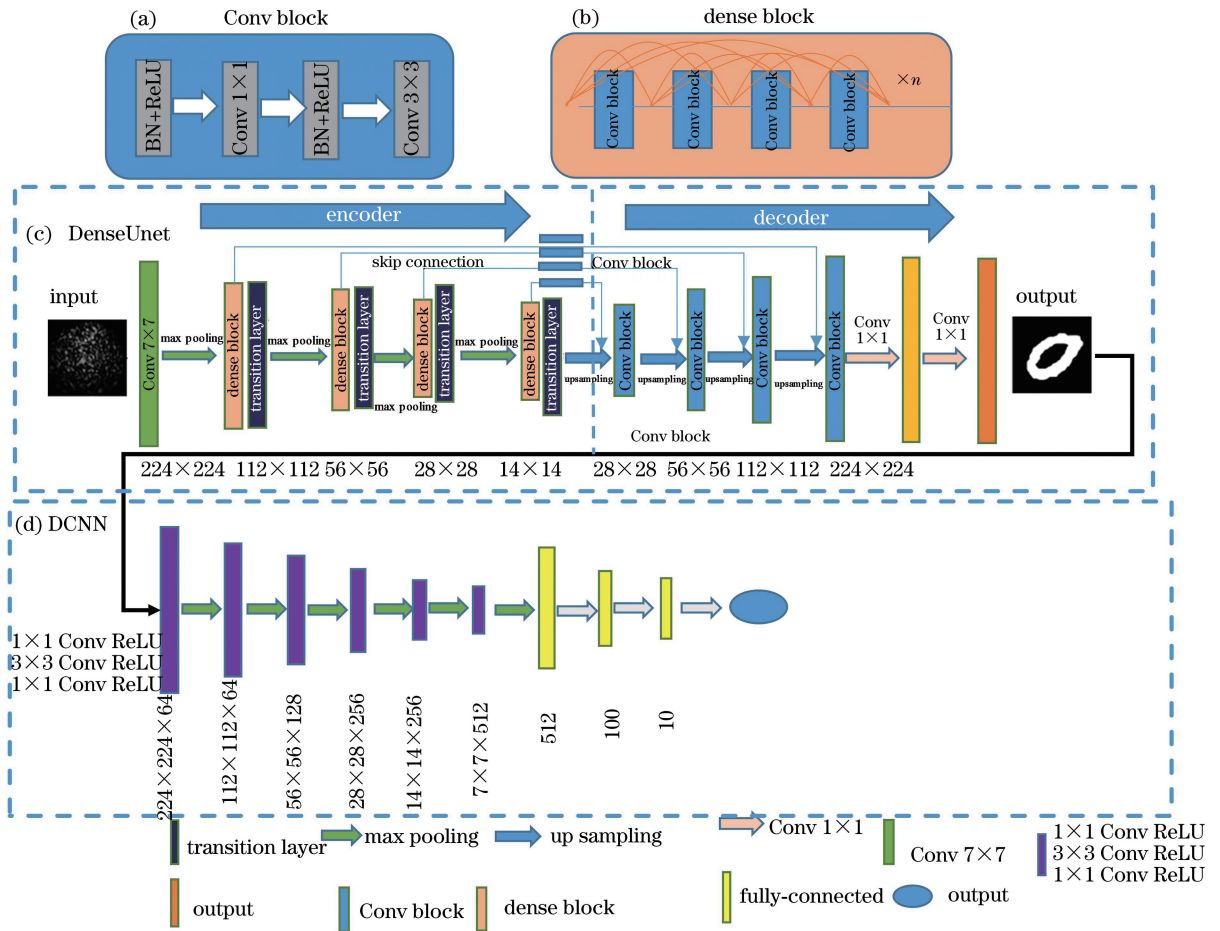 (a)
Conv block
BN+ReLU
Conv 1×1
BN+ReLU
Conv 3×3
(b)
dense block
Conv block
Conv block
Conv block
Conv block
×n
encoder
decoder
(c)
DenseUnet
skip connection
Conv block
input
output
Conv 7×7
max pooling
dense block
transition layer
max pooling
dense block
transition layer
max pooling
dense block
transition layer
max pooling
dense block
transition layer
upsampling
Conv block
upsampling
Conv block
upsampling
Conv block
upsampling
Conv block
Conv
1×1
Conv
1×1
Conv block
224×224
112×112
56×56
28×28
14×14
28×28
56×56
112×112
224×224
(d) DCNN
1×1 Conv ReLU
3×3 Conv ReLU
1×1 Conv ReLU
224×224×64
112×112×64
56×56×128
28×28×256
14×14×256
7×7×512
512
100
10
transition layer
max pooling
up sampling
Conv 1×1
Conv 7×7
1×1 Conv ReLU
3×3 Conv ReLU
1×1 Conv ReLU
output
Conv block
dense block
fully-connected
output